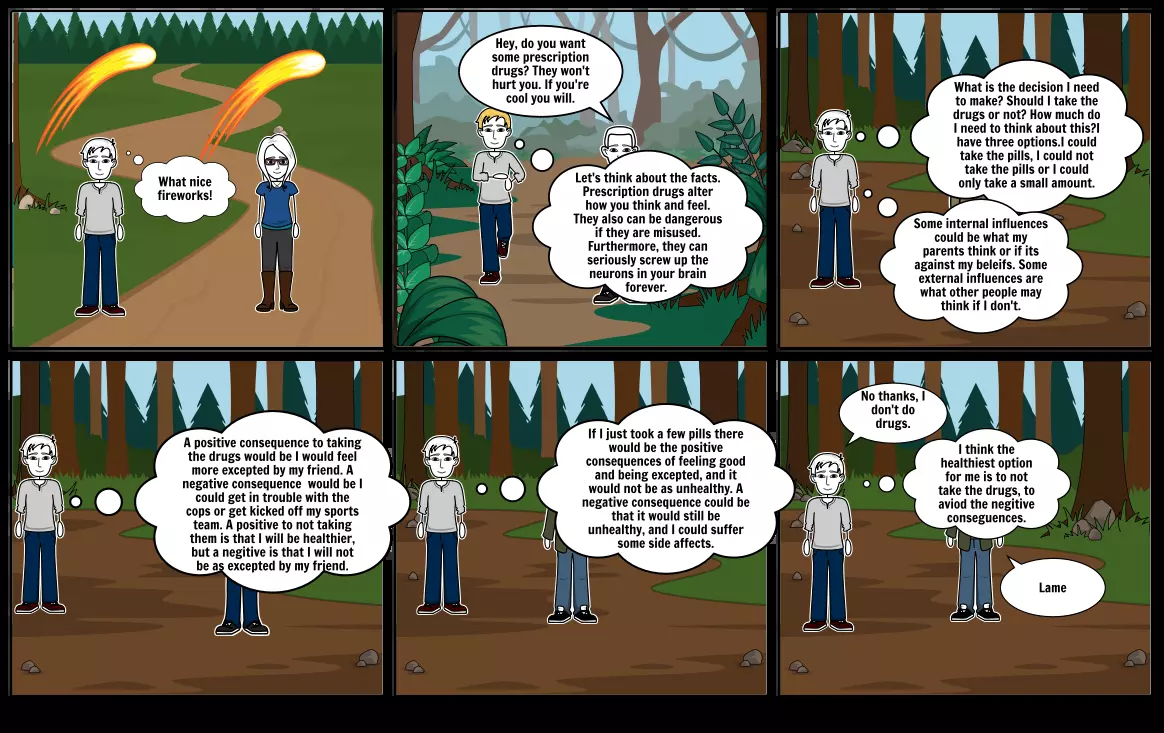 What nice
fireworks!
Hey, do you want
some prescription
drugs? They won't
hurt you. If you're
cool you will.
Let's think about the facts.
Prescription drugs alter
how you think and feel.
They also can be dangerous
if they are misused.
Furthermore, they can
seriously screw up the
neurons in your brain
forever.
What is the decision I need
to make? Should I take the
drugs or not? How much do
I need to think about this?I
have three options.I could
take the pills, I could not
take the pills or I could
only take a small amount.
Some internal influences
could be what my
parents think or if its
against my beleifs. Some
external influences are
what other people may
think if I don't.
A positive consequence to taking
the drugs would be I would feel
more excepted by my friend. A
negative consequence would be I
could get in trouble with the
cops or get kicked off my sports
team. A positive to not taking
them is that I will be healthier,
but a negitive is that I will not
be as excepted by my friend.
If I just took a few pills there
would be the positive
consequences of feeling good
and being excepted, and it
would not be as unhealthy. A
negative consequence could be
that it would still be
unhealthy, and I could suffer
some side affects.
No thanks, I
don't do
drugs.
I think the
healthiest option
for me is to not
take the drugs, to
aviod the negitive
conseguences.
Lame